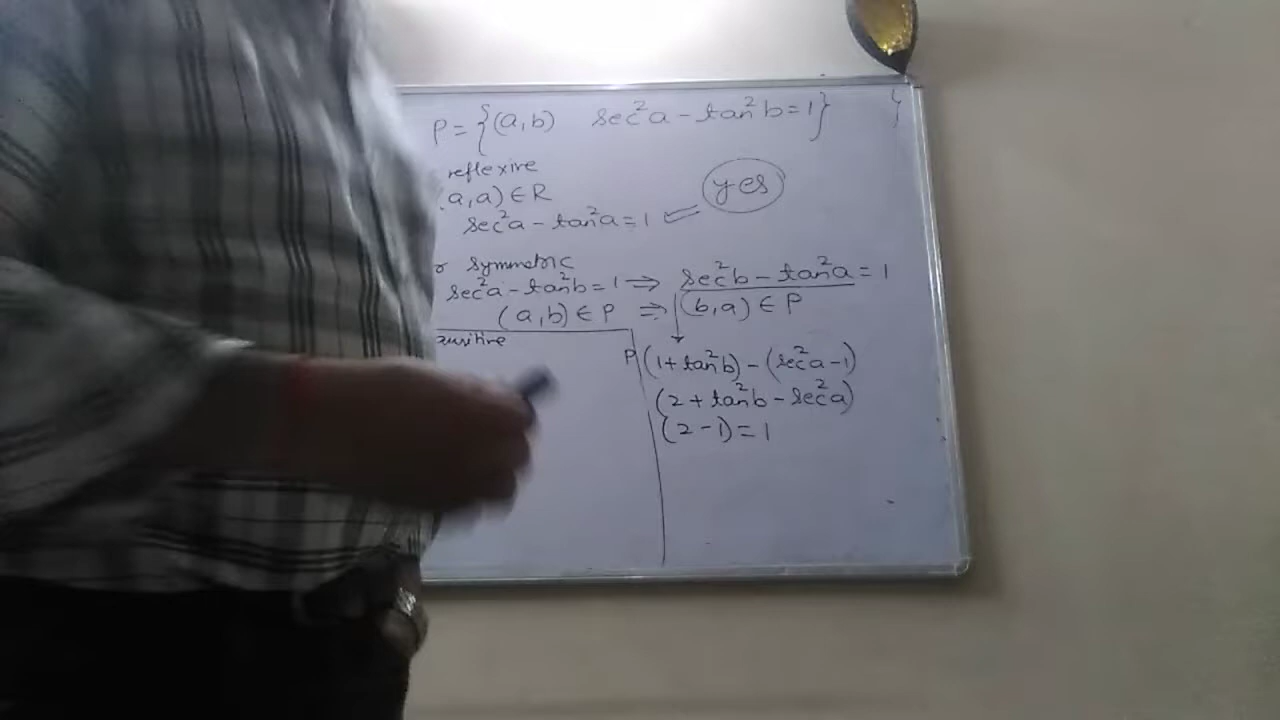 P = {(a,b) sec²a - tan²b = 1} }
reflexive
(a,a) ∈ R
sec²a - tan²a = 1 yes
r symmetric
sec²a - tan²b = 1 ⇒ sec²b - tan²a = 1
(a,b) ∈ P ⇒ (b,a) ∈ P
nsitive
P (1 + tan²b) - (sec²a - 1)
(2 + tan²b - sec²a)
(2 - 1) = 1